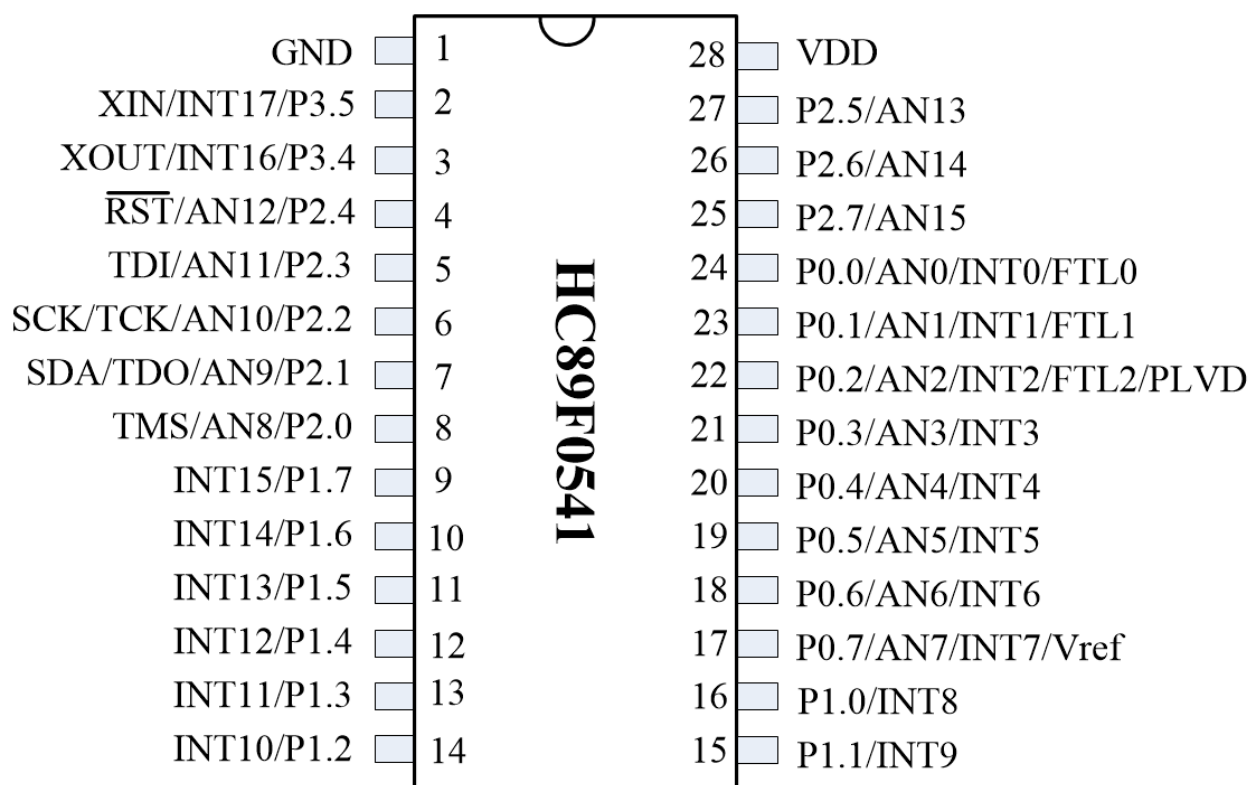 GND 1 28 VDD
XIN/INT17/P3.5 2 27 P2.5/AN13
XOUT/INT16/P3.4 3 26 P2.6/AN14
R̅S̅T̅/AN12/P2.4 4 25 P2.7/AN15
TDI/AN11/P2.3 5 24 P0.0/AN0/INT0/FTL0
SCK/TCK/AN10/P2.2 6 23 P0.1/AN1/INT1/FTL1
SDA/TDO/AN9/P2.1 7 22 P0.2/AN2/INT2/FTL2/PLVD
TMS/AN8/P2.0 8 21 P0.3/AN3/INT3
INT15/P1.7 9 20 P0.4/AN4/INT4
INT14/P1.6 10 19 P0.5/AN5/INT5
INT13/P1.5 11 18 P0.6/AN6/INT6
INT12/P1.4 12 17 P0.7/AN7/INT7/Vref
INT11/P1.3 13 16 P1.0/INT8
INT10/P1.2 14 15 P1.1/INT9
HC89F0541